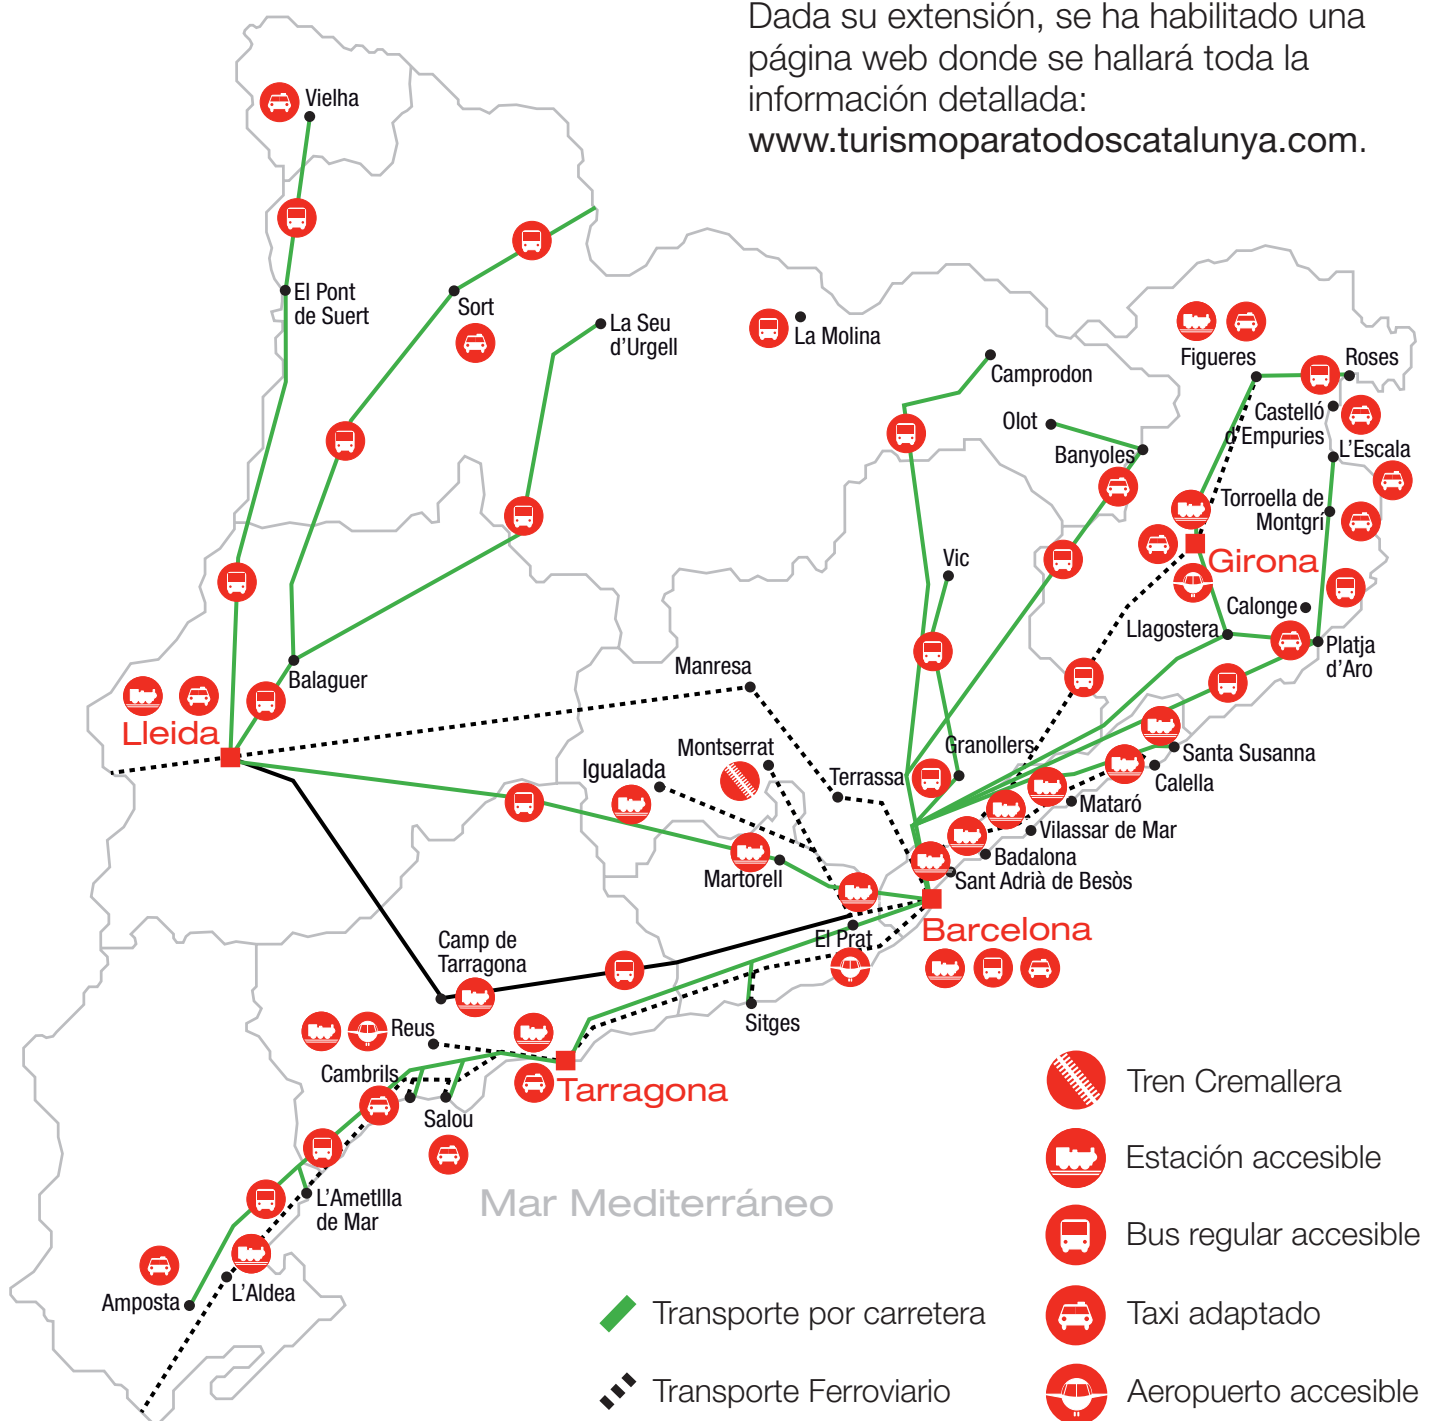 Dada su extensión, se ha habilitado una
página web donde se hallará toda la
información detallada:
www.turismoparatodoscatalunya.com.
Vielha
El Pont
de Suert
Sort
La Seu
d'Urgell
La Molina
Camprodon
Olot
Banyoles
Figueres
Roses
Castelló
d'Empuries
L'Escala
Torroella de
Montgrí
Girona
Vic
Calonge
Llagostera
Platja
d'Aro
Balaguer
Manresa
Lleida
Montserrat
Granollers
Igualada
Terrassa
Santa Susanna
Calella
Mataró
Vilassar de Mar
Badalona
Martorell
Sant Adrià de Besòs
Barcelona
El Prat
Camp de
Tarragona
Sitges
Reus
Cambrils
Salou
Tarragona
L'Ametllla
de Mar
L'Aldea
Amposta
Mar Mediterráneo
Tren Cremallera
Estación accesible
Bus regular accesible
Transporte por carretera
Taxi adaptado
Transporte Ferroviario
Aeropuerto accesible